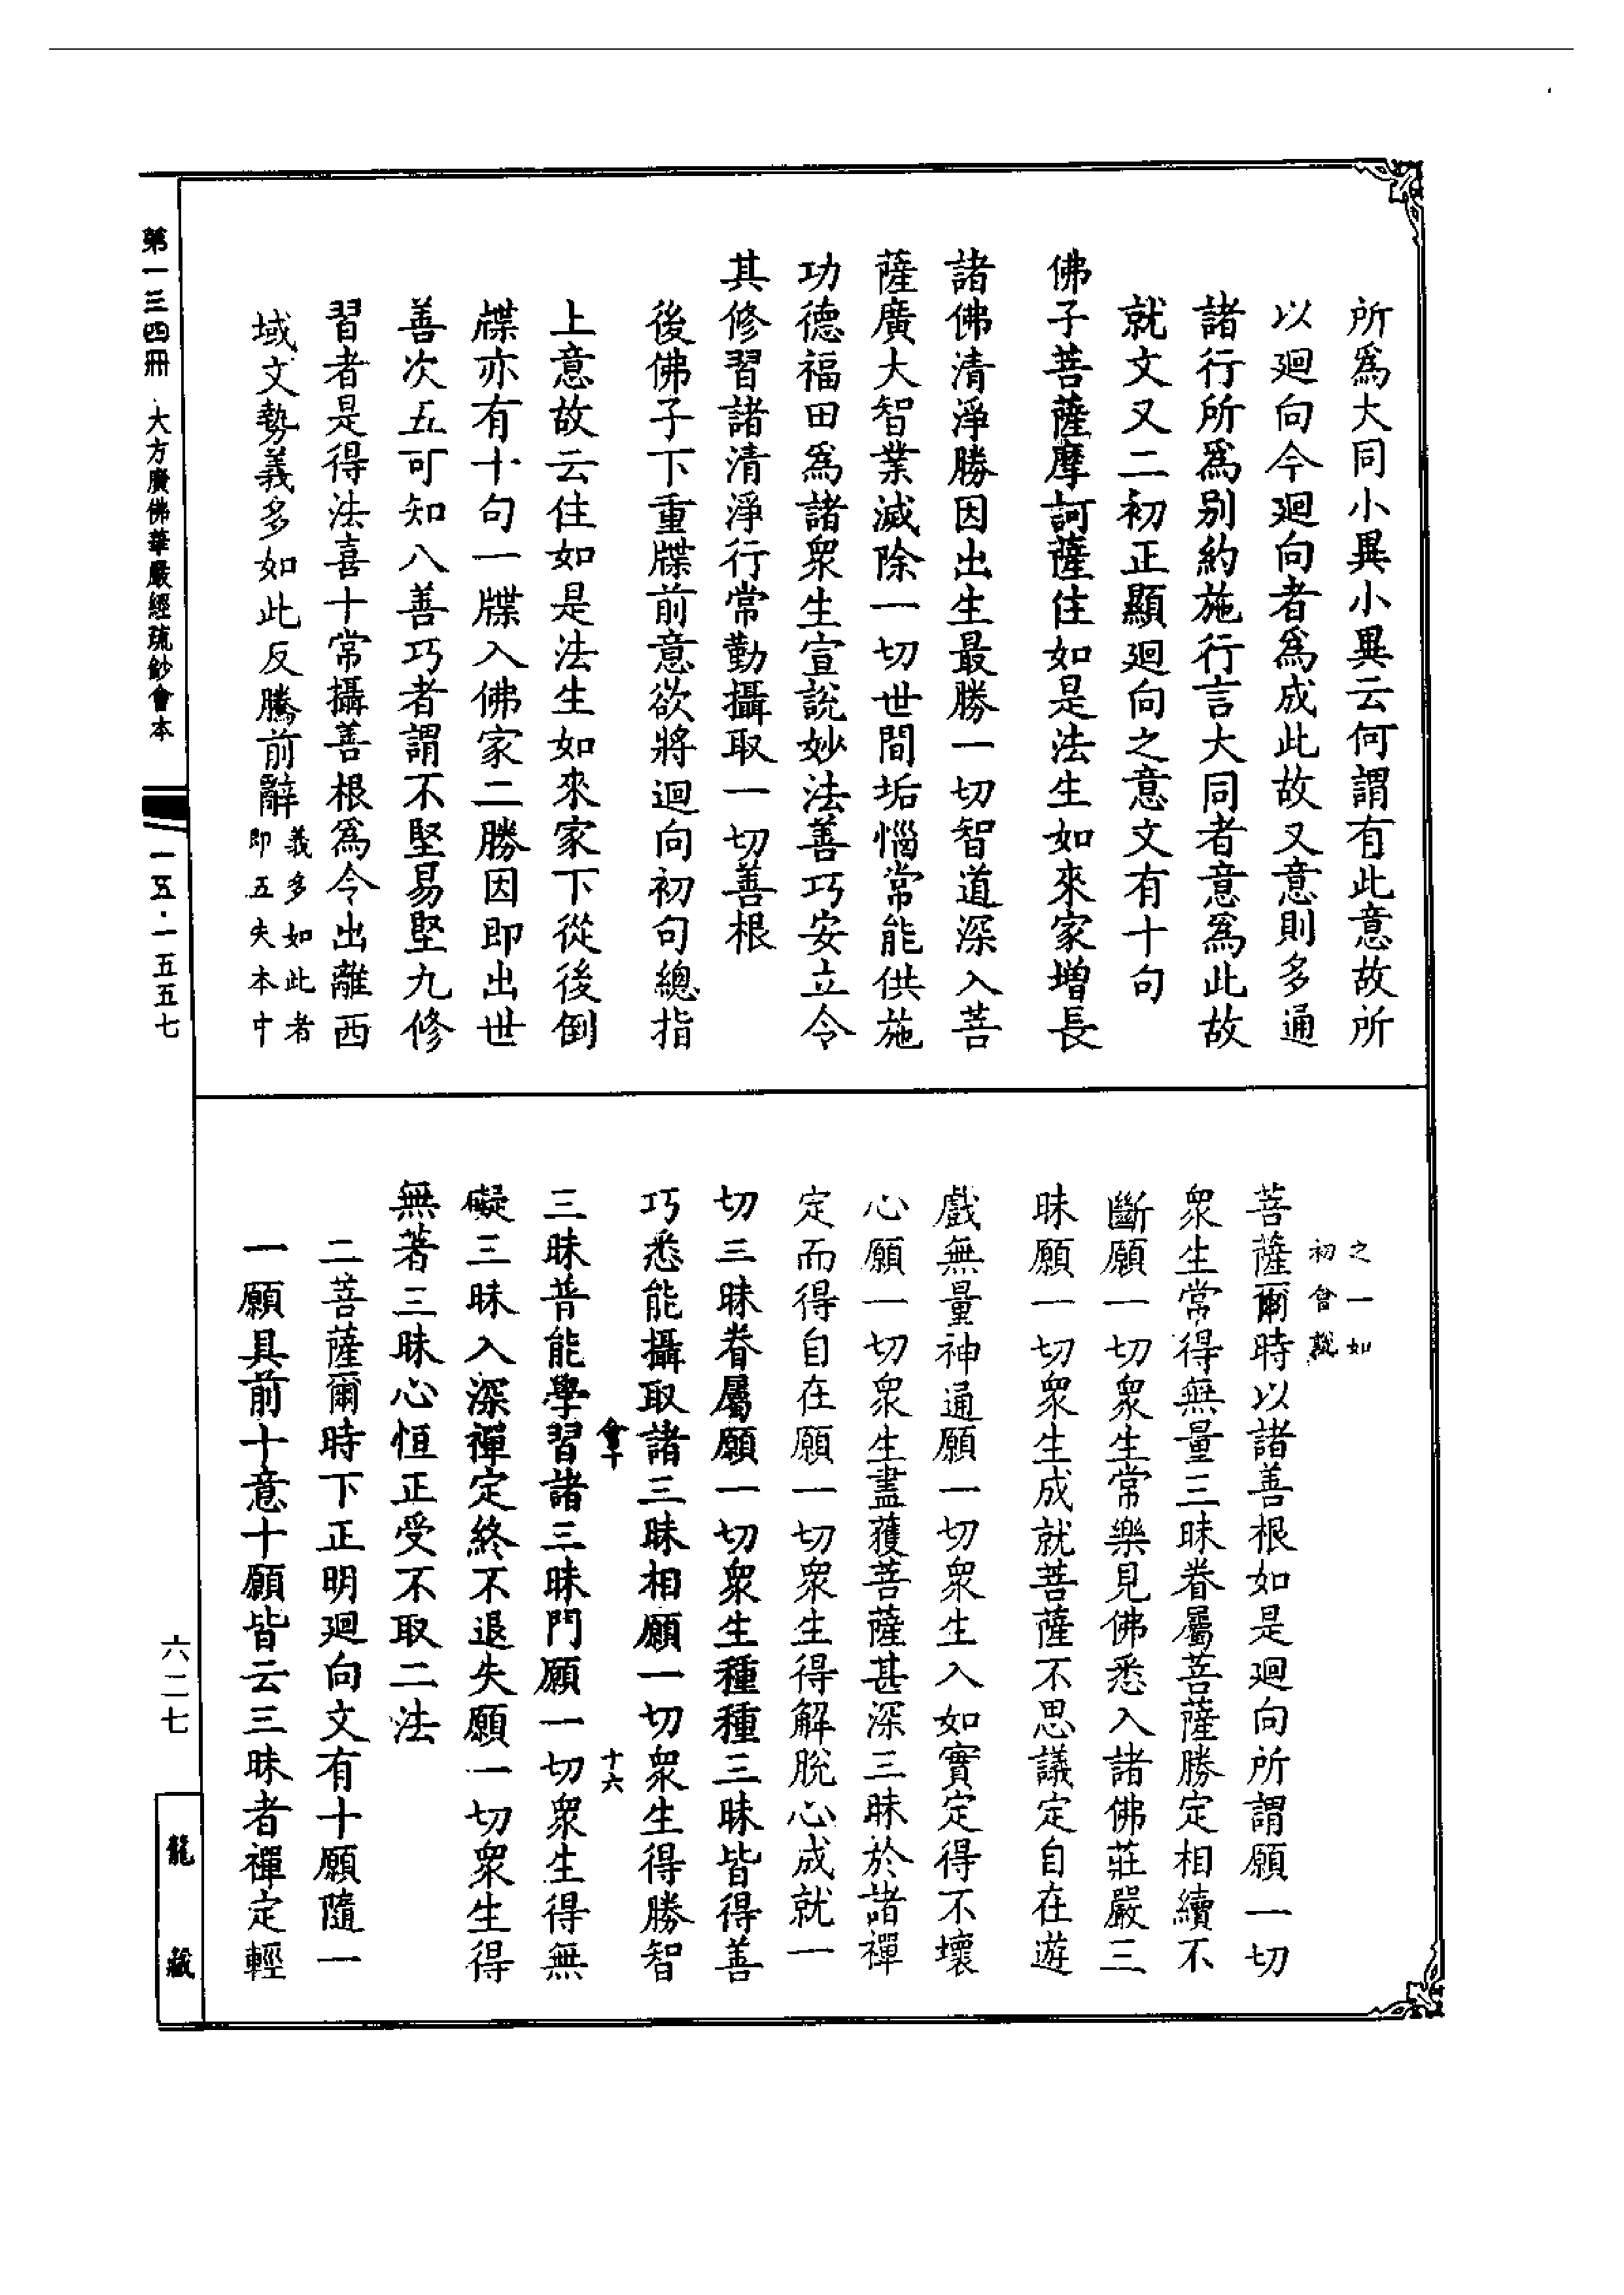 所爲大同小異小異云何謂有此意故所
以廻向今廻向者爲成此故又意則多通
諸行所爲别約施行言大同者意爲此故
就文又二初正顯廻向之意文有十句
佛子菩薩摩訶薩住如是法生如來家增長
諸佛清淨勝因出生最勝一切智道深入菩
薩廣大智業滅除一切世間垢惱常能供施
功德福田爲諸衆生宣説妙法善巧安立令
其修習諸清淨行常勤攝取一切善根
後佛子下重牒前意欲將迴向初句總指
上意故云住如是法生如來家下從後倒
牒亦有十句一牒入佛家二勝因即出世
善次五可知八善巧者謂不堅易堅九修
習者是得法喜十常攝善根爲令出離西
域文勢義多如此反騰前辭
義多如此者
即五失本中
之一如
初會説
菩薩爾時以諸善根如是迴向所謂願一切
衆生常得無量三昧眷屬菩薩勝定相續不
斷願一切衆生常樂見佛悉入諸佛莊嚴三
昧願一切衆生成就菩薩不思議定自在遊
戲無量神通願一切衆生入如實定得不壞
心願一切衆生盡獲菩薩甚深三昧於諸禪
定而得自在願一切衆生得解脫心成就一
切三昧眷屬願一切衆生種種三昧皆得善
巧悉能攝取諸三昧相願一切衆生得勝智
會十
十六
三昧普能學習諸三昧門願一切衆生得無
礙三昧入深禪定終不退失願一切衆生得
無著三昧心恒正受不取二法
二菩薩爾時下正明廻向文有十願隨一
一願具前十意十願皆云三昧者禪定輕
第一三四冊 大方廣佛華嚴經疏鈔會本
一五·一五五七
六二七
龍藏